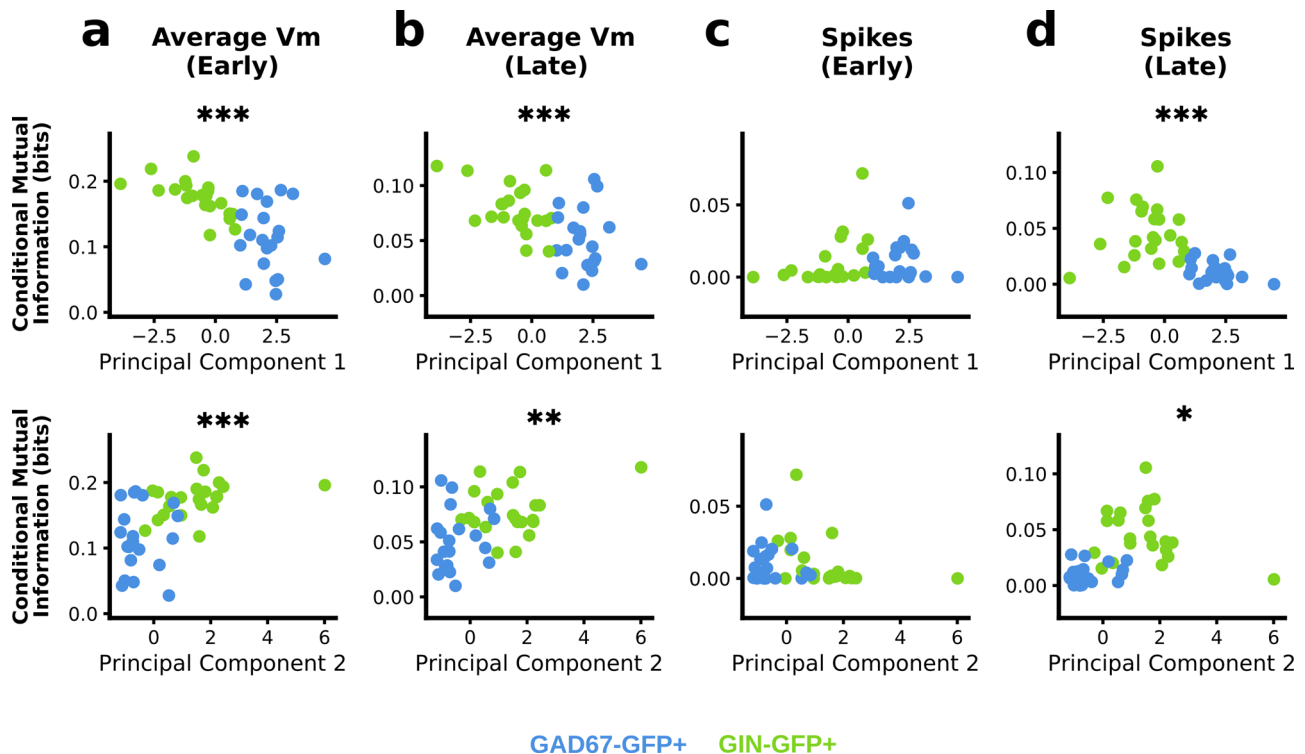 a
Average Vm
(Early)
b
Average Vm
(Late)
c
Spikes
(Early)
d
Spikes
(Late)
Conditional Mutual
Information (bits)
***
0.2
0.1
0.0
−2.5 0.0 2.5
Principal Component 1
***
0.10
0.05
0.00
−2.5 0.0 2.5
Principal Component 1
0.05
0.00
−2.5 0.0 2.5
Principal Component 1
***
0.10
0.05
0.00
−2.5 0.0 2.5
Principal Component 1
Conditional Mutual
Information (bits)
***
0.2
0.1
0.0
0 2 4 6
Principal Component 2
**
0.10
0.05
0.00
0 2 4 6
Principal Component 2
0.05
0.00
0 2 4 6
Principal Component 2
*
0.10
0.05
0.00
0 2 4 6
Principal Component 2
GAD67-GFP+ GIN-GFP+